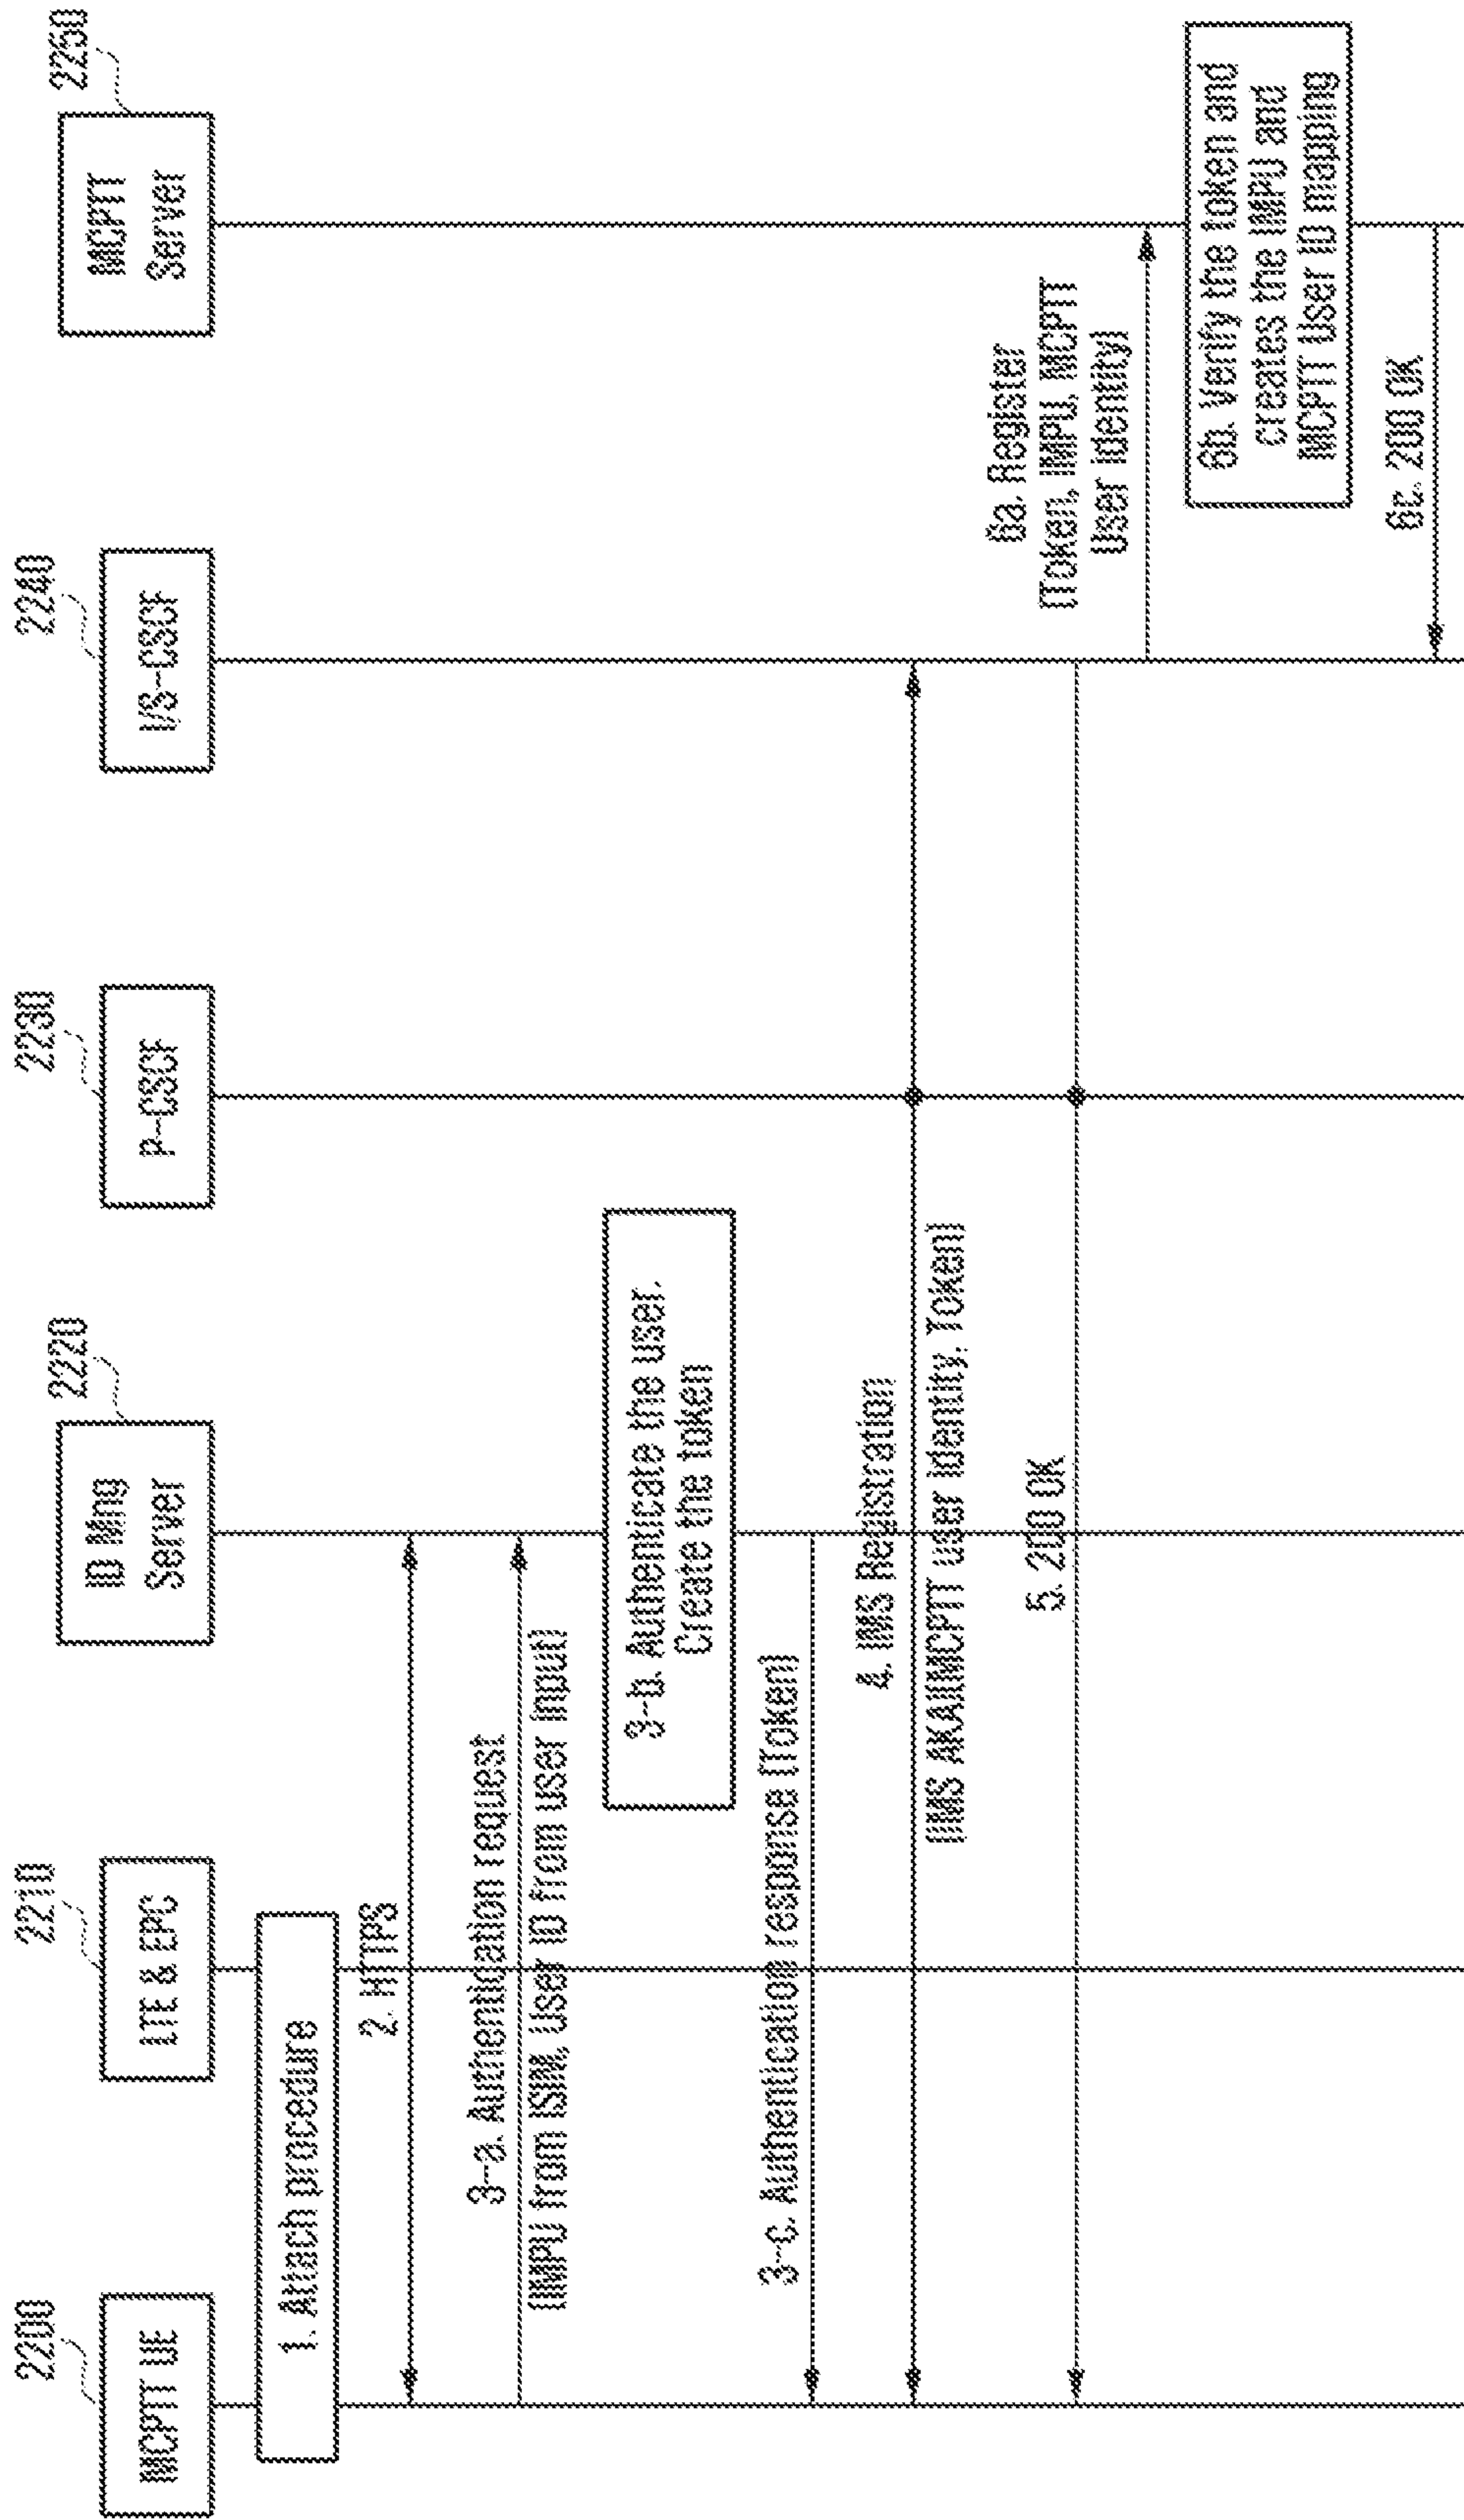 2200
2210
2220
2230
2240
2250
MCPTT UE
LTE & EPC
ID Mng
Server
P-CSCF
I/S-CSCF
MCPTT
Server
1. Attach procedure
2. HTTPS
3-a. Authentication request
(IMPU from ISIM, User ID from user input)
3-b. Authenticate the user.
Create the token
3-c. Authentication response (Token)
4. IMS Registration
(IMS AKA)(MCPTT user identity, Token)
5. 200 OK
6a. Register
(Token, IMPU, MCPTT
User identity)
6b. Verify the token and
creates the IMPU and
MCPTT User ID mapping
6c. 200 OK